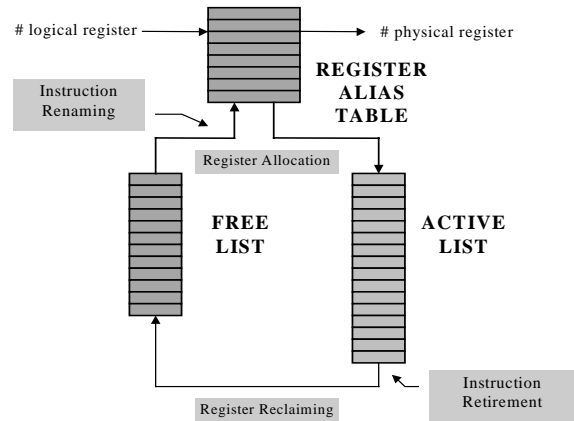 # logical register
# physical register
REGISTER
ALIAS
TABLE
Instruction
Renaming
Register Allocation
FREE
LIST
ACTIVE
LIST
Instruction
Retirement
Register Reclaiming